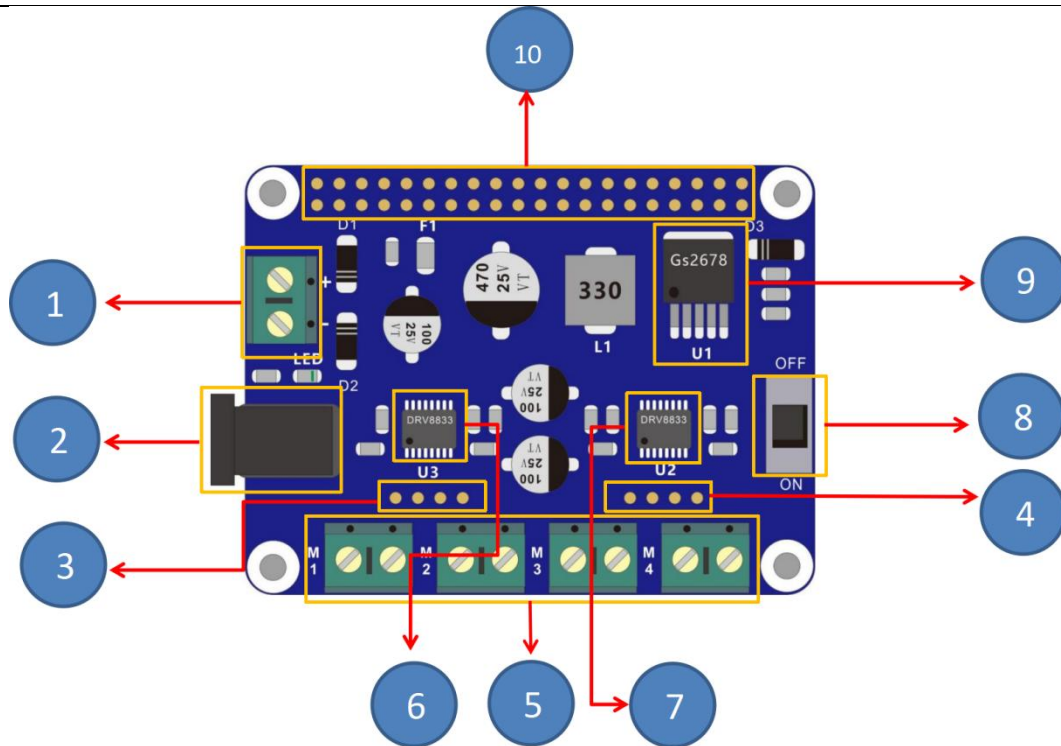 10
D1
F1
D3
470
25V
VT
330
Gs2678
+
-
1
9
100
25V
VT
L1
U1
LED
D2
OFF
100
25V
VT
DRV8833
DRV8833
2
8
U3
100
25V
VT
U2
ON
3
4
M
1
M
2
M
3
M
4
6
5
7